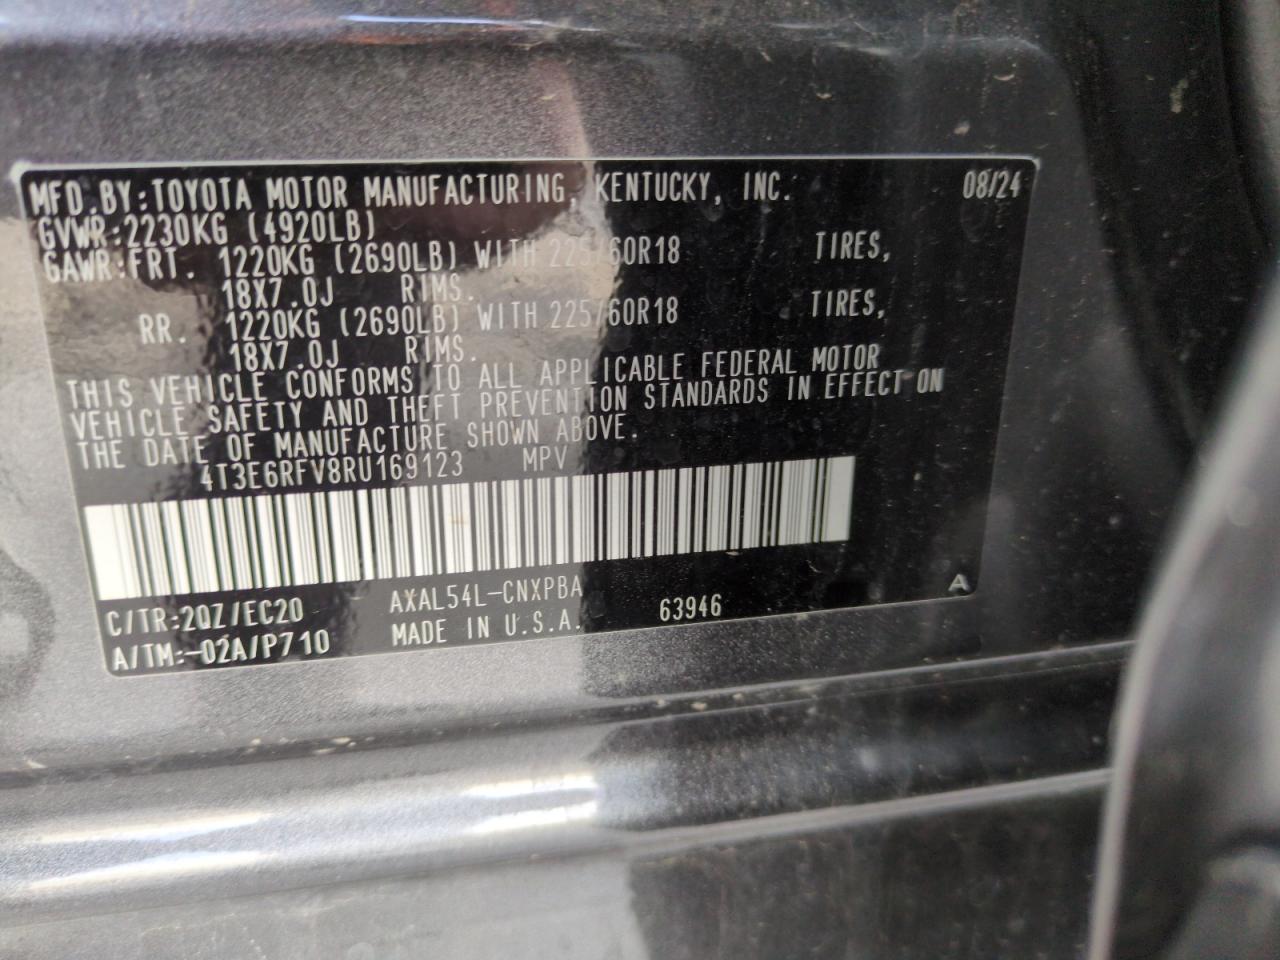 MFD.BY:TOYOTA MOTOR MANUFACTURING, KENTUCKY, INC. 08/24
GVWR:2230KG (4920LB)
GAWR:FRT. 1220KG (2690LB) WITH 225/60R18 TIRES,
18X7.0J RIMS.
RR. 1220KG (2690LB) WITH 225/60R18 TIRES,
18X7.0J RIMS.
THIS VEHICLE CONFORMS TO ALL APPLICABLE FEDERAL MOTOR
VEHICLE SAFETY AND THEFT PREVENTION STANDARDS IN EFFECT ON
THE DATE OF MANUFACTURE SHOWN ABOVE.
4T3E6RFV8RU169123 MPV
C/TR:2QZ/EC20 AXAL54L-CNXPBA A
A/TM:-02A/P710 MADE IN U.S.A. 63946